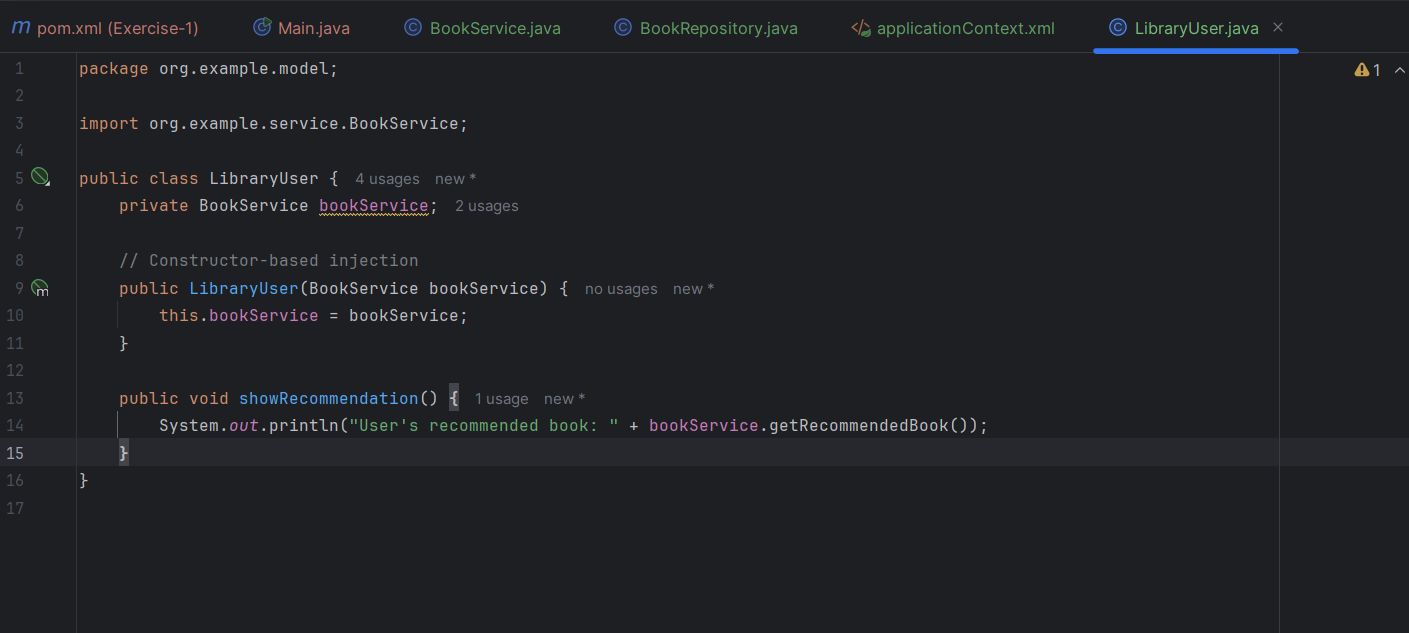 pom.xml (Exercise-1) Main.java BookService.java BookRepository.java applicationContext.xml LibraryUser.java
1 package org.example.model; 1
2
3 import org.example.service.BookService;
4
5 public class LibraryUser { 4 usages new *
6 private BookService bookService; 2 usages
7
8 // Constructor-based injection
9 public LibraryUser(BookService bookService) { no usages new *
10 this.bookService = bookService;
11 }
12
13 public void showRecommendation() { 1 usage new *
14 System.out.println("User's recommended book: " + bookService.getRecommendedBook());
15 }
16 }
17